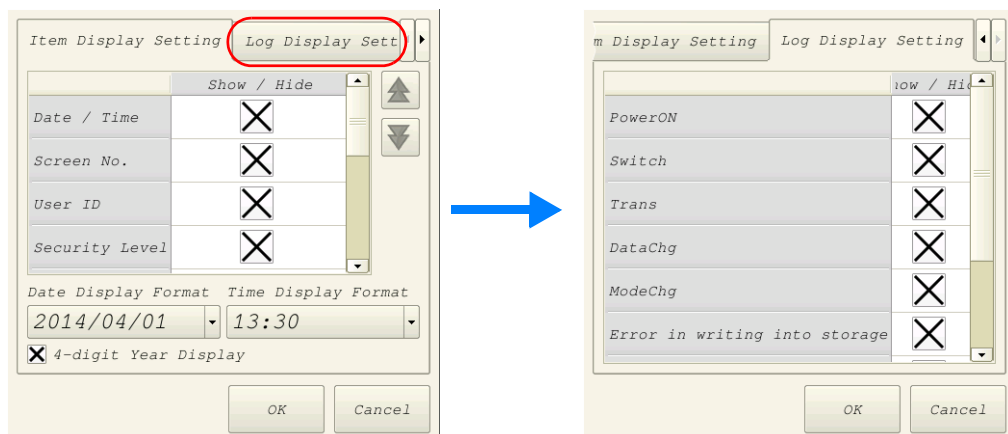 Item Display Setting Log Display Sett
Show / Hide
Date / Time
Screen No.
User ID
Security Level
Date Display Format Time Display Format
2014/04/01 13:30
4-digit Year Display
OK Cancel
m Display Setting Log Display Setting
ow / Hid
PowerON
Switch
Trans
DataChg
ModeChg
Error in writing into storage
OK Cancel